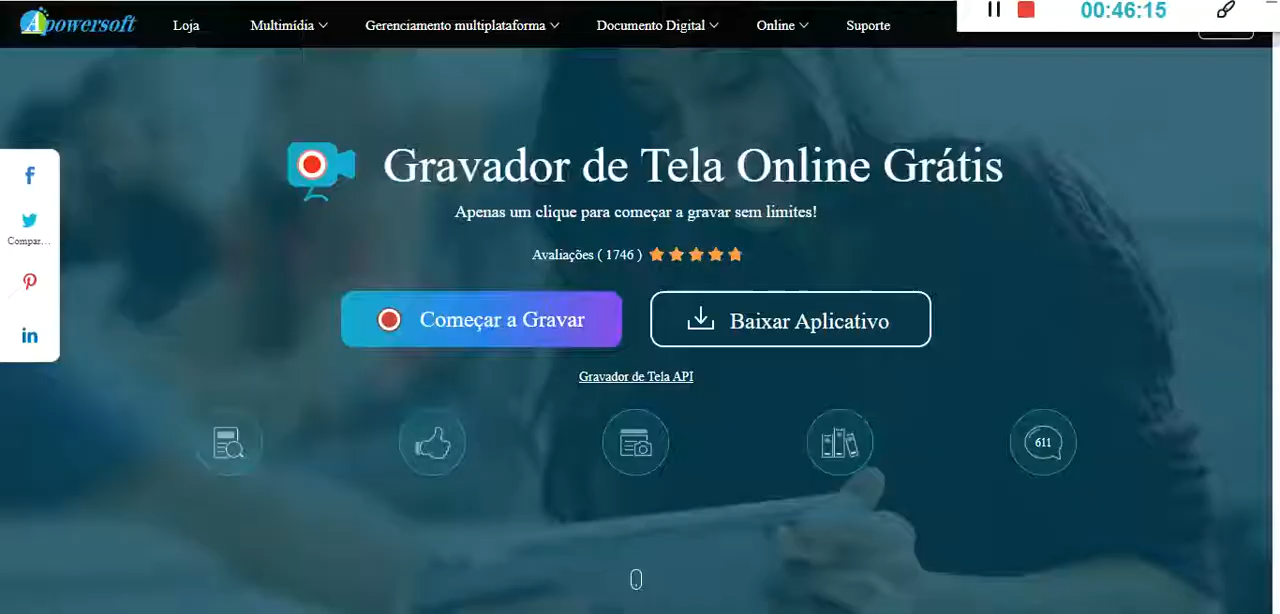 Apowersoft
Loja
Multimídia
Gerenciamento multiplataforma
Documento Digital
Online
Suporte
00:46:15
Gravador de Tela Online Grátis
Apenas um clique para começar a gravar sem limites!
Avaliações ( 1746 )
Compar...
Começar a Gravar
Baixar Aplicativo
Gravador de Tela API
611